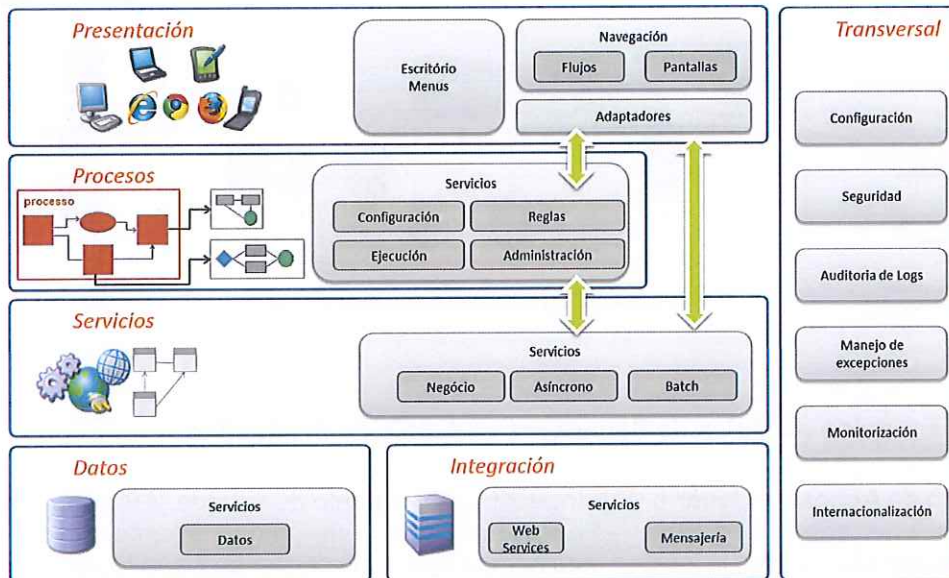 Presentación
Escritório
Menus
Navegación
Flujos
Pantallas
Adaptadores
Procesos
processo
Servicios
Configuración
Reglas
Ejecución
Administración
Servicios
Servicios
Negócio
Asíncrono
Batch
Datos
Servicios
Datos
Integración
Servicios
Web
Services
Mensajería
Transversal
Configuración
Seguridad
Auditoria de Logs
Manejo de
excepciones
Monitorización
Internacionalización